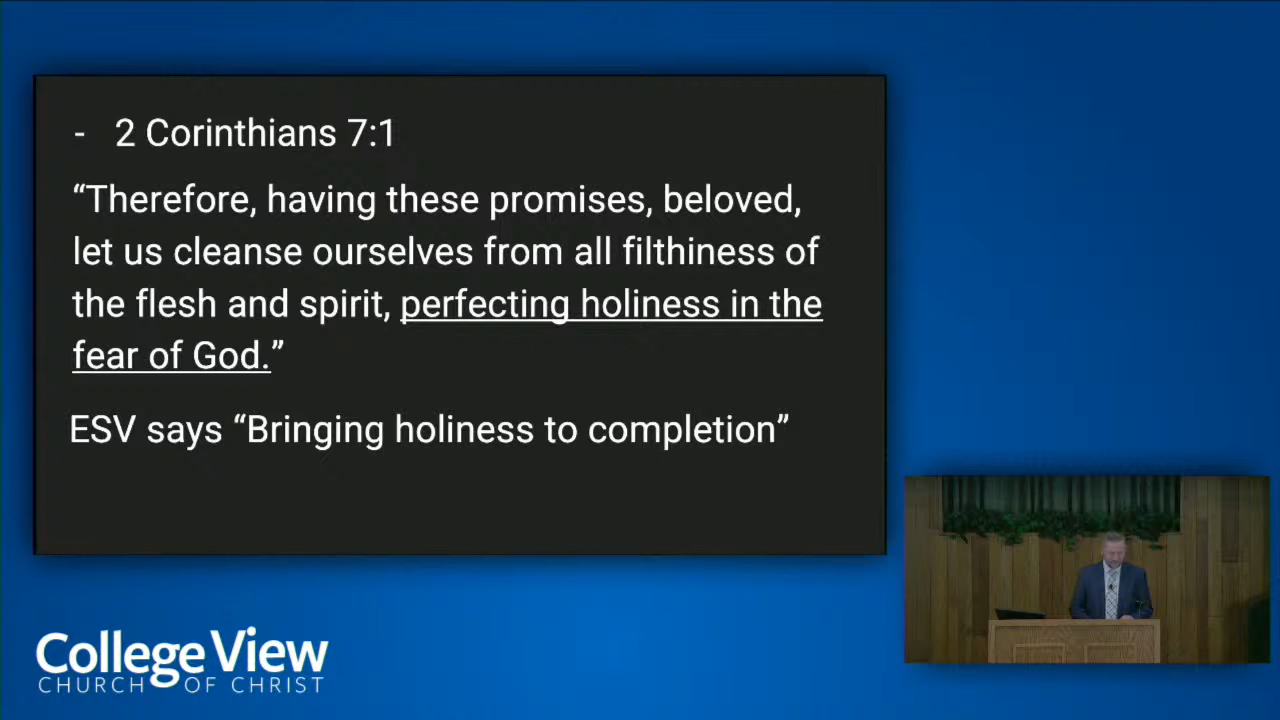 - 2 Corinthians 7:1
“Therefore, having these promises, beloved,
let us cleanse ourselves from all filthiness of
the flesh and spirit, perfecting holiness in the
fear of God.”
ESV says “Bringing holiness to completion”
College View
CHURCH OF CHRIST